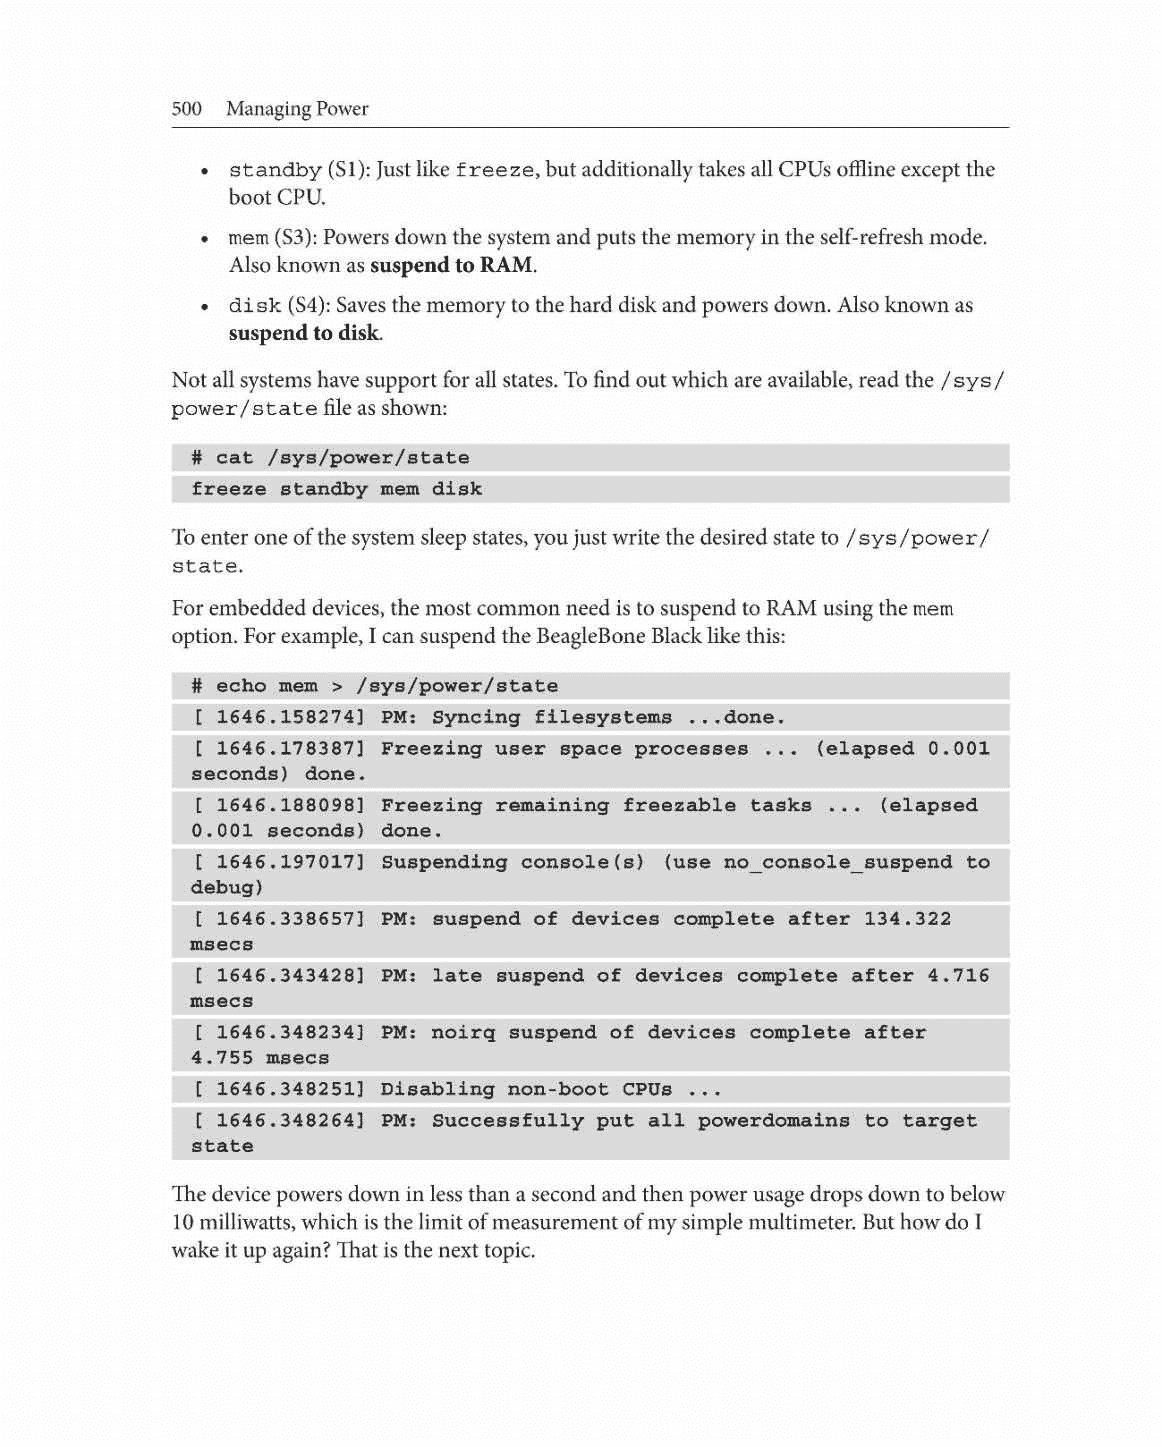 500 Managing Power
• standby (S1): Just like freeze, but additionally takes all CPUs offline except the
boot CPU.
• mem (S3): Powers down the system and puts the memory in the self-refresh mode.
Also known as suspend to RAM.
• disk (S4): Saves the memory to the hard disk and powers down. Also known as
suspend to disk.
Not all systems have support for all states. To find out which are available, read the /sys/
power/state file as shown:
# cat /sys/power/state
freeze standby mem disk
To enter one of the system sleep states, you just write the desired state to /sys/power/
state.
For embedded devices, the most common need is to suspend to RAM using the mem
option. For example, I can suspend the BeagleBone Black like this:
# echo mem > /sys/power/state
[ 1646.158274] PM: Syncing filesystems ...done.
[ 1646.178387] Freezing user space processes ... (elapsed 0.001
seconds) done.
[ 1646.188098] Freezing remaining freezable tasks ... (elapsed
0.001 seconds) done.
[ 1646.197017] Suspending console(s) (use no_console_suspend to
debug)
[ 1646.338657] PM: suspend of devices complete after 134.322
msecs
[ 1646.343428] PM: late suspend of devices complete after 4.716
msecs
[ 1646.348234] PM: noirq suspend of devices complete after
4.755 msecs
[ 1646.348251] Disabling non-boot CPUs ...
[ 1646.348264] PM: Successfully put all powerdomains to target
state
The device powers down in less than a second and then power usage drops down to below
10 milliwatts, which is the limit of measurement of my simple multimeter. But how do I
wake it up again? That is the next topic.